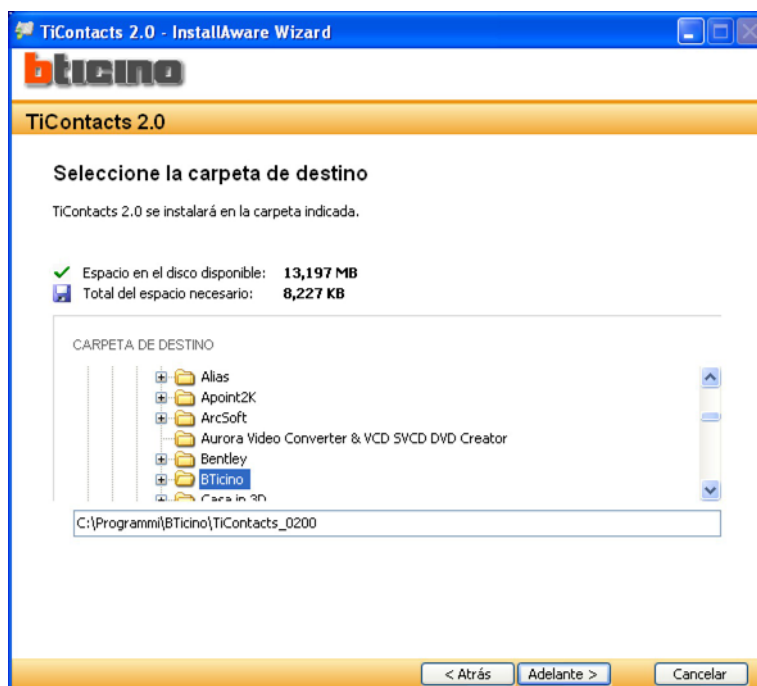 TiContacts 2.0 - InstallAware Wizard
bticino
TiContacts 2.0
Seleccione la carpeta de destino
TiContacts 2.0 se instalará en la carpeta indicada.
Espacio en el disco disponible: 13,197 MB
Total del espacio necesario: 8,227 KB
CARPETA DE DESTINO
Alias
Apoint2K
ArcSoft
Aurora Video Converter & VCD SVCD DVD Creator
Bentley
BTicino
Casa in 3D
C:\Programmi\BTicino\TiContacts_0200
< Atrás Adelante > Cancelar